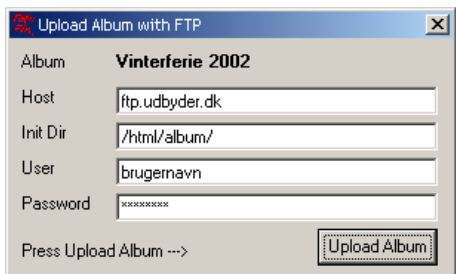 Upload Album with FTP
Album Vinterferie 2002
Host ftp.udbyder.dk
Init Dir /html/album/
User brugernavn
Password ********
Press Upload Album ---> Upload Album